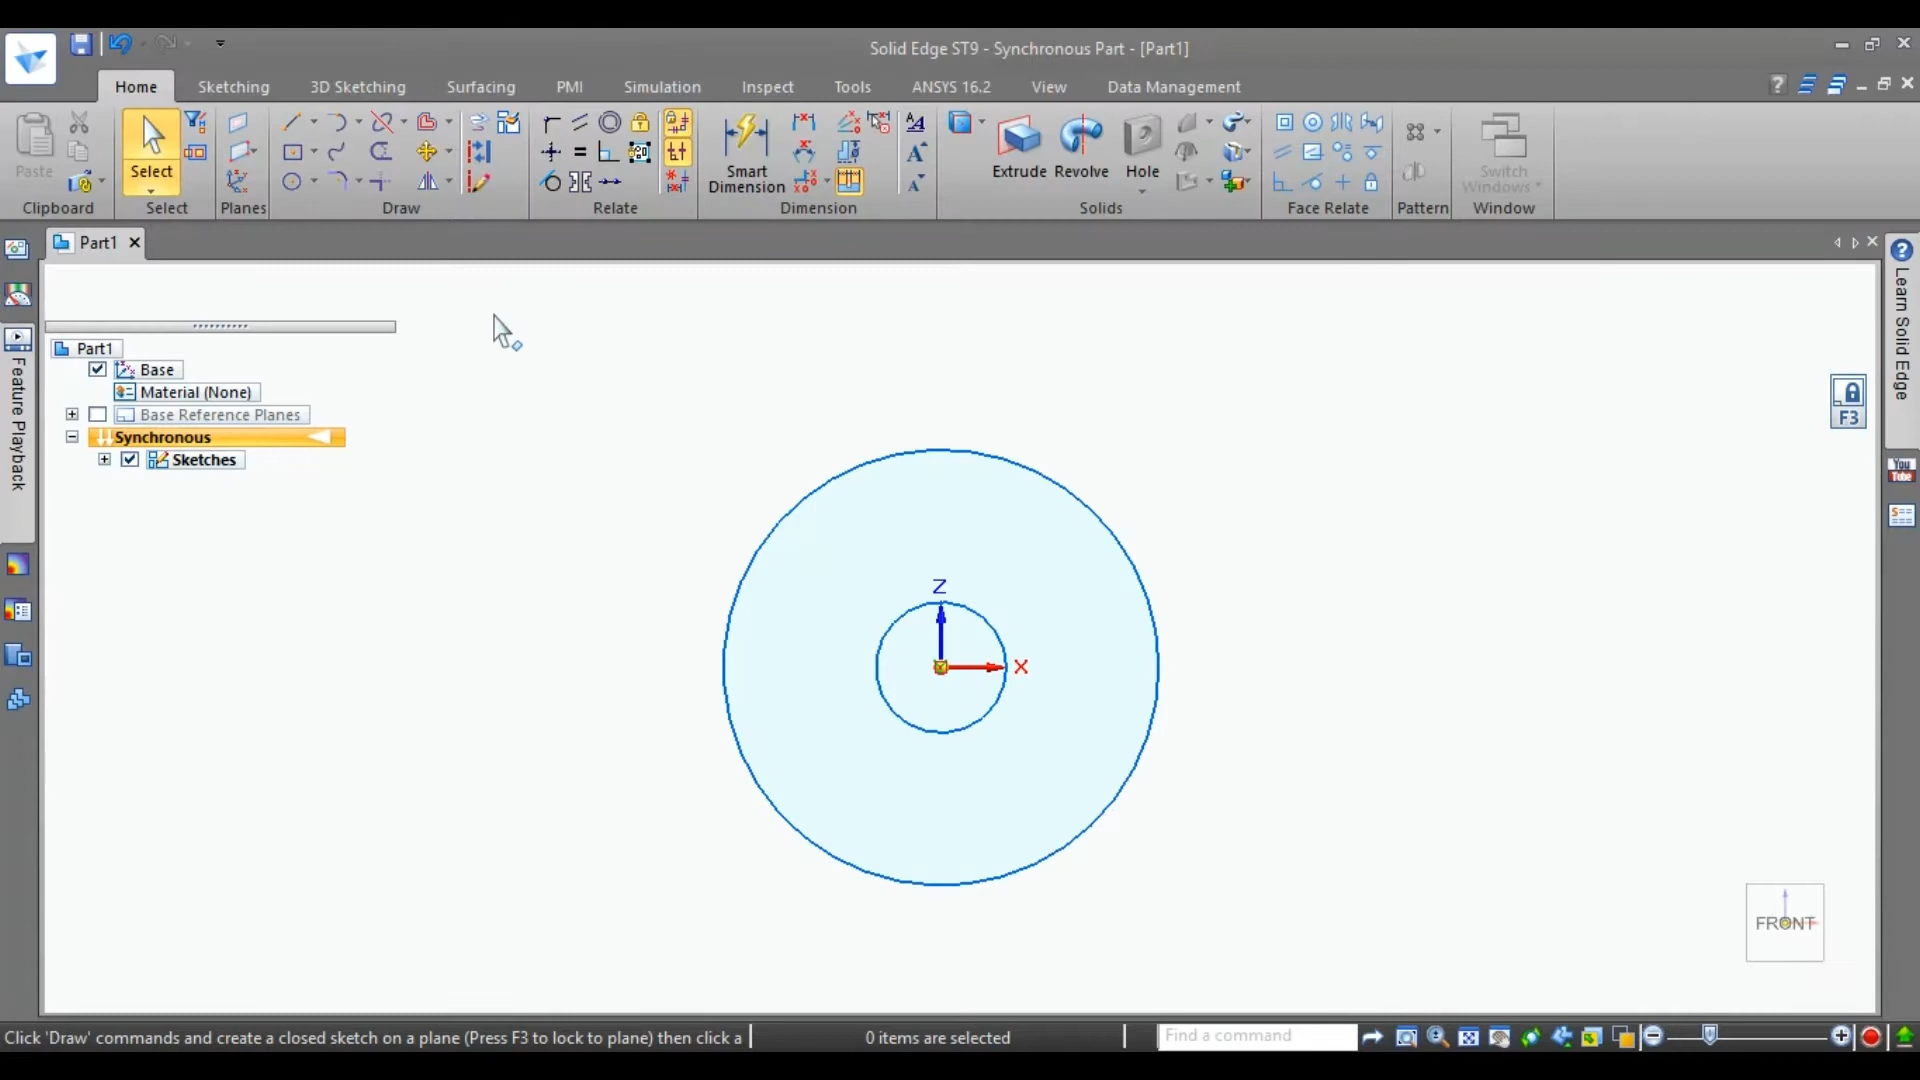 Solid Edge ST9 - Synchronous Part - [Part1]
Home Sketching 3D Sketching Surfacing PMI Simulation Inspect Tools ANSYS 16.2 View Data Management
Paste
Select
Smart
Dimension
Extrude
Revolve
Hole
Switch
Windows
Clipboard Select Planes Draw Relate Dimension Solids Face Relate Pattern Window
Part1
Part1
Base
Material (None)
Base Reference Planes
Synchronous
Sketches
Feature Playback
Learn Solid Edge
You
Tube
F3
Z
X
FRONT
Click 'Draw' commands and create a closed sketch on a plane (Press F3 to lock to plane) then click a
0 items are selected
Find a command